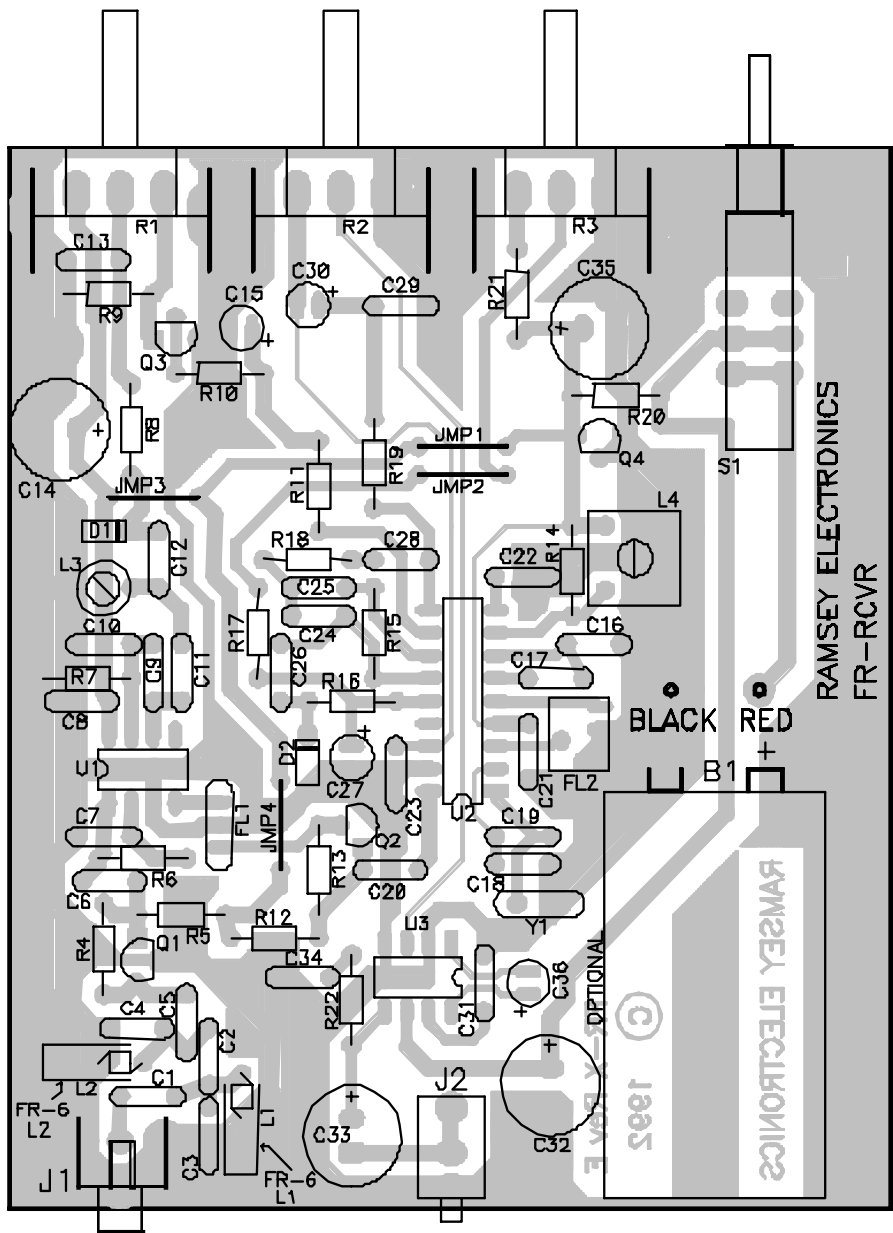 R1
R2
R3
C13
C30
C29
R21
C35
C15
+
R9
Q3
+
+
R10
R20
R8
+
C14
JMP3
R11
R19
JMP1
JMP2
Q4
S1
RAMSEY ELECTRONICS
FR-RCVR
D1
L3
C12
R18
C28
C22
R14
L4
C25
C24
R17
R15
C16
C10
C9
C11
C26
C17
R7
C8
R16
BLACK RED
+
B1
U1
D2
C27
+
C23
C21
FL2
U2
C7
FL1
JMP4
Q2
C19
R6
R13
C20
C18
C6
Y1
R5
R12
U3
R4
Q1
C34
R22
C31
C36
+
OPTIONAL
RAMSEY ELECTRONICS
C5
C4
C2
L2
FR-6
L2
C1
L1
C3
FR-6
L1
J1
+
C33
J2
+
C32
©
1992